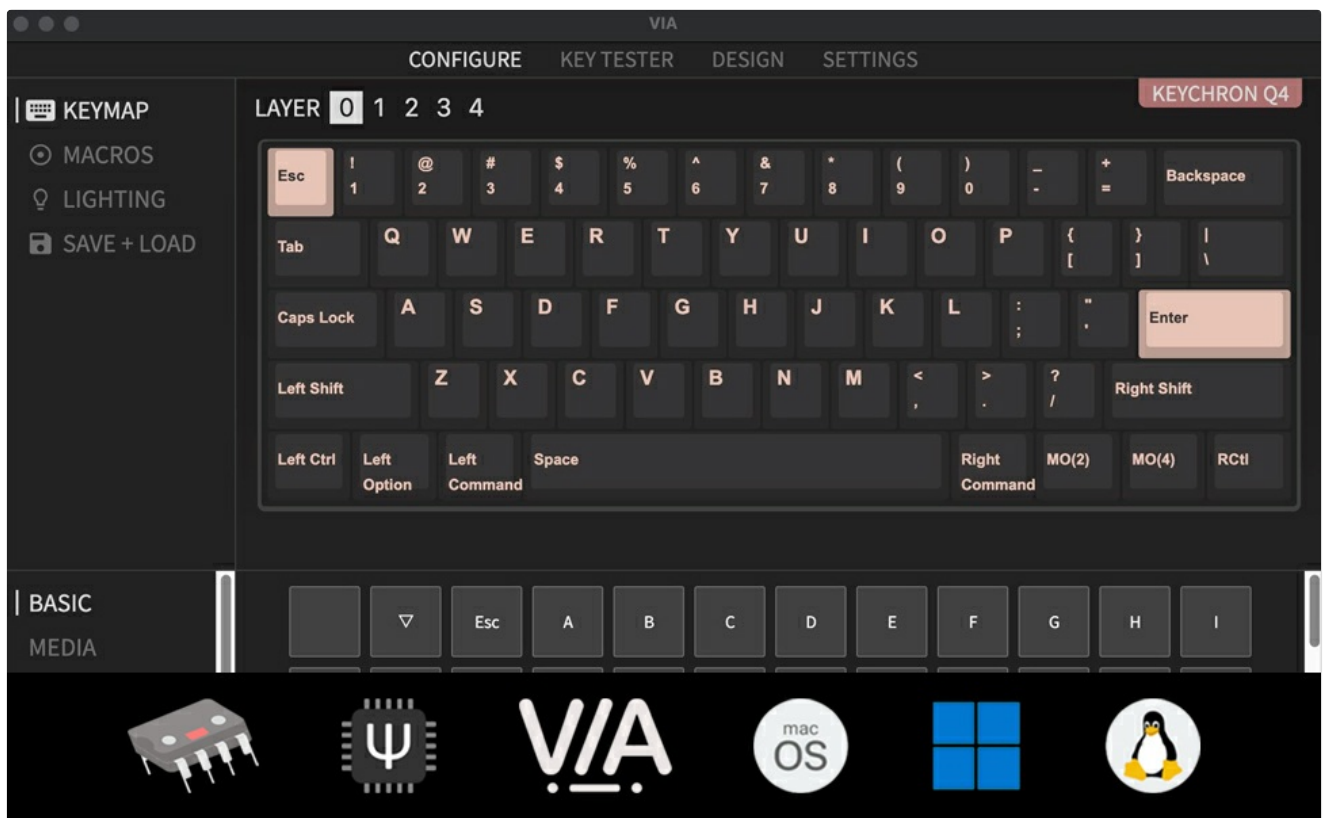 VIA
CONFIGURE KEY TESTER DESIGN SETTINGS
KEYMAP
MACROS
LIGHTING
SAVE + LOAD
LAYER 0 1 2 3 4
KEYCHRON Q4
Esc ! 1 @ 2 # 3 $ 4 % 5 ^ 6 & 7 * 8 ( 9 ) 0 _ - + = Backspace
Tab Q W E R T Y U I O P { [ } ] | \
Caps Lock A S D F G H J K L : ; " ' Enter
Left Shift Z X C V B N M < , > . ? / Right Shift
Left Ctrl Left Option Left Command Space Right Command MO(2) MO(4) RCtl
BASIC
MEDIA
▽ Esc A B C D E F G H I
Ψ VIA mac OS